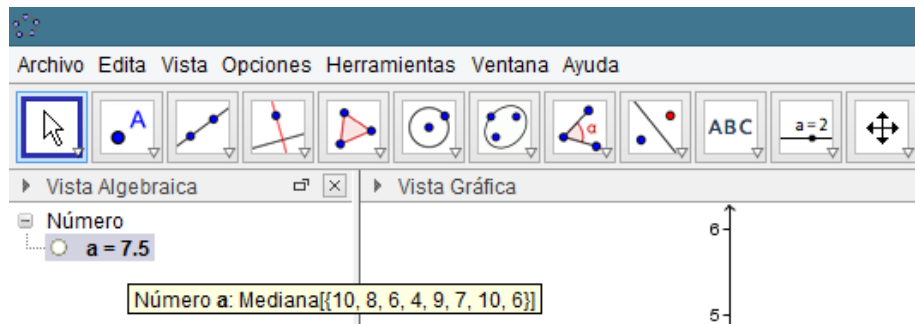 Archivo Edita Vista Opciones Herramientas Ventana Ayuda
A
α
ABC
a=2
Vista Algebraica
Vista Gráfica
Número
a = 7.5
Número a: Mediana[{10, 8, 6, 4, 9, 7, 10, 6}]
6
5